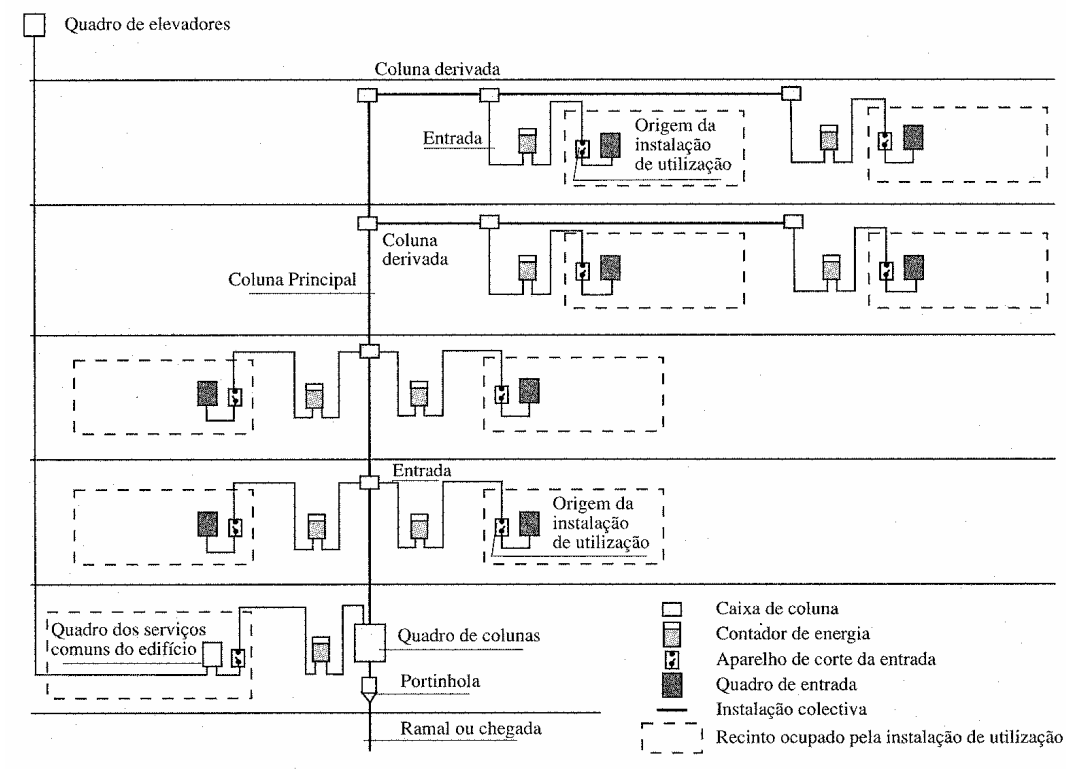 Quadro de elevadores
Coluna derivada
Entrada
Origem da
instalação
de utilização
Coluna
derivada
Coluna Principal
Entrada
Origem da
instalação
de utilização
Quadro dos serviços
comuns do edifício
Quadro de colunas
Portinhola
Ramal ou chegada
Caixa de coluna
Contador de energia
Aparelho de corte da entrada
Quadro de entrada
Instalação colectiva
Recinto ocupado pela instalação de utilização